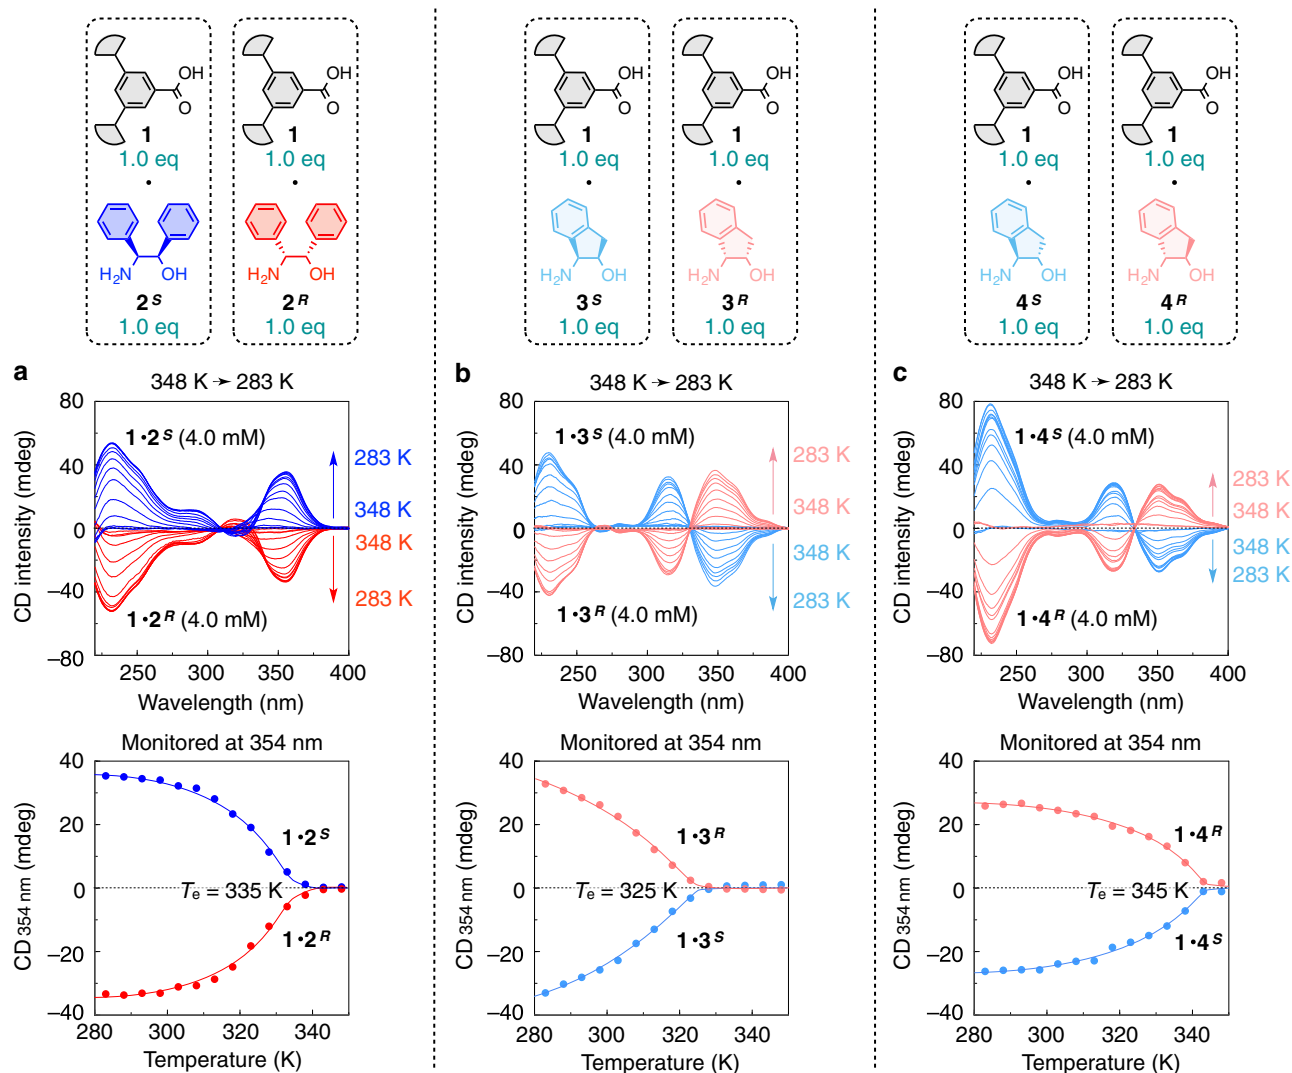 OH
O
1
1.0 eq
•
H2N
OH
2S
1.0 eq
OH
O
1
1.0 eq
•
H2N
OH
2R
1.0 eq
OH
O
1
1.0 eq
•
H2N
OH
3S
1.0 eq
OH
O
1
1.0 eq
•
H2N
OH
3R
1.0 eq
OH
O
1
1.0 eq
•
H2N
OH
4S
1.0 eq
OH
O
1
1.0 eq
•
H2N
OH
4R
1.0 eq
a
348 K → 283 K
CD intensity (mdeg)
80
40
0
–40
–80
1•2S (4.0 mM)
283 K
348 K
348 K
283 K
1•2R (4.0 mM)
250 300 350 400
Wavelength (nm)
Monitored at 354 nm
CD354 nm (mdeg)
40
20
0
–20
–40
1•2S
Te = 335 K
1•2R
280 300 320 340
Temperature (K)
b
348 K → 283 K
CD intensity (mdeg)
80
40
0
–40
–80
1•3S (4.0 mM)
283 K
348 K
348 K
283 K
1•3R (4.0 mM)
250 300 350 400
Wavelength (nm)
Monitored at 354 nm
CD354 nm (mdeg)
40
20
0
–20
–40
1•3R
Te = 325 K
1•3S
280 300 320 340
Temperature (K)
c
348 K → 283 K
CD intensity (mdeg)
80
40
0
–40
–80
1•4S (4.0 mM)
283 K
348 K
348 K
283 K
1•4R (4.0 mM)
250 300 350 400
Wavelength (nm)
Monitored at 354 nm
CD354 nm (mdeg)
40
20
0
–20
–40
1•4R
Te = 345 K
1•4S
280 300 320 340
Temperature (K)